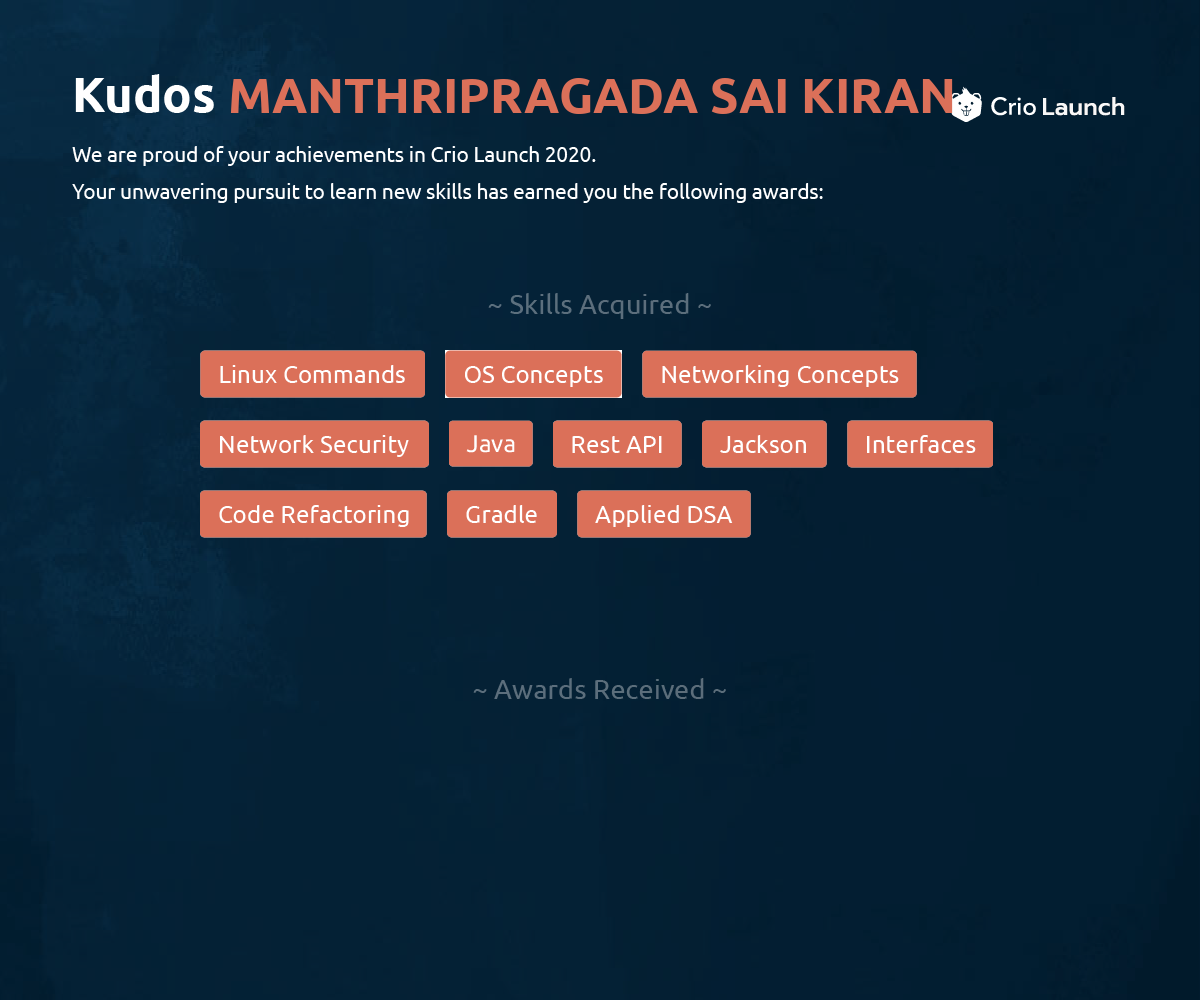 Kudos MANTHRIPRAGADA SAI KIRAN
Crio Launch
We are proud of your achievements in Crio Launch 2020.
Your unwavering pursuit to learn new skills has earned you the following awards:
~ Skills Acquired ~
Linux Commands OS Concepts Networking Concepts
Network Security Java Rest API Jackson Interfaces
Code Refactoring Gradle Applied DSA
~ Awards Received ~